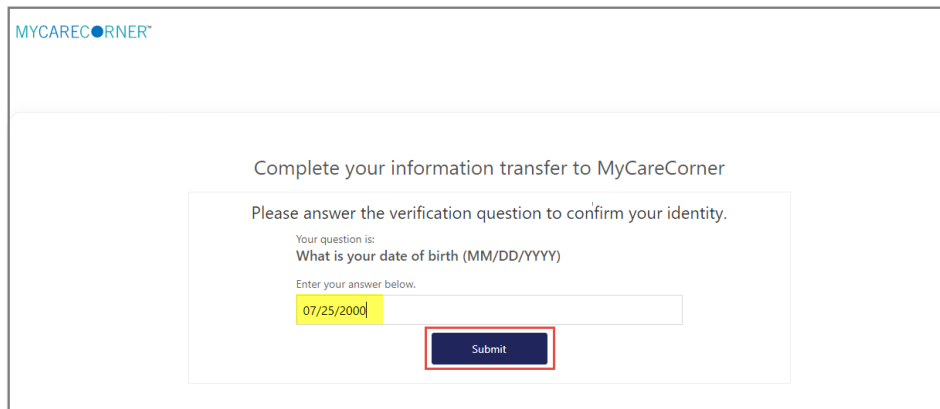 MYCARECORNER™
Complete your information transfer to MyCareCorner
Please answer the verification question to confirm your identity.
Your question is:
What is your date of birth (MM/DD/YYYY)
Enter your answer below.
07/25/2000
Submit